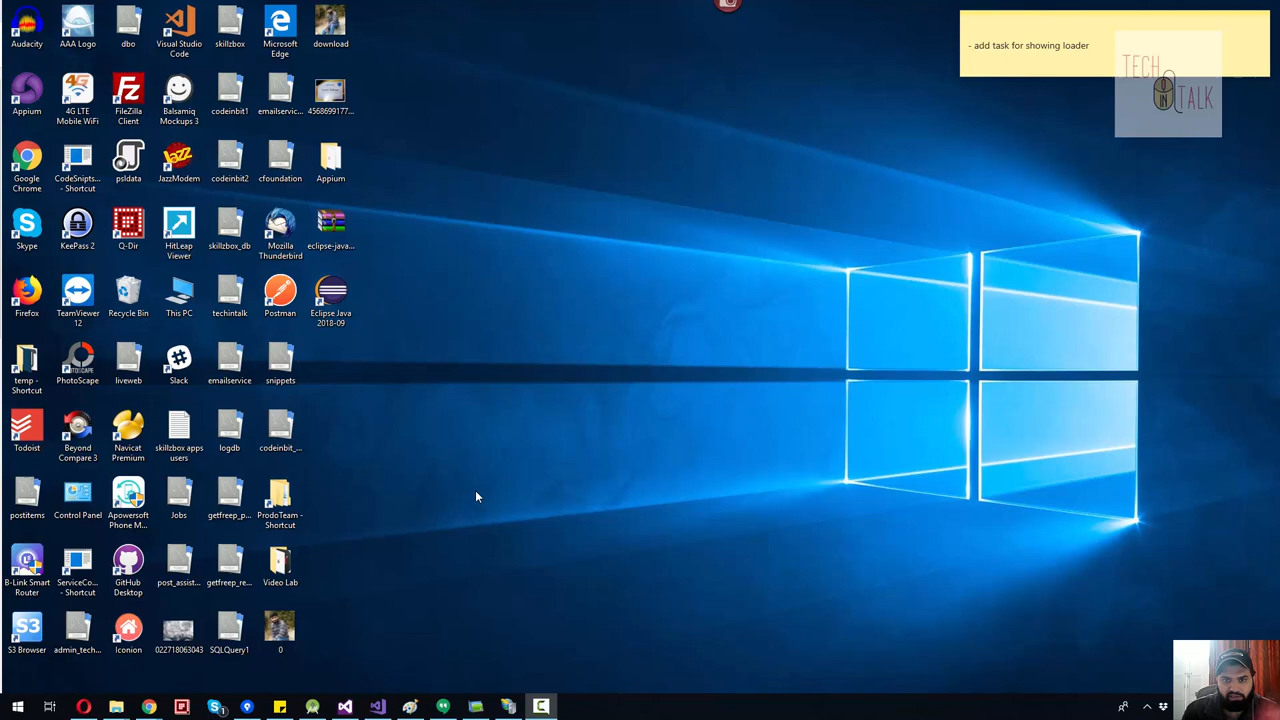 Audacity
AAA Logo
dbo
Visual Studio
Code
skillzbox
Microsoft
Edge
download
Appium
4G LTE
Mobile WiFi
FileZilla
Client
Balsamiq
Mockups 3
codeinbit1
emailservic...
4568699177...
Google
Chrome
CodeSnipts...
- Shortcut
psldata
JazzModem
codeinbit2
cfoundation
Appium
Skype
KeePass 2
Q-Dir
HitLeap
Viewer
skillzbox_db
Mozilla
Thunderbird
eclipse-java...
Firefox
TeamViewer
12
Recycle Bin
This PC
techintalk
Postman
Eclipse Java
2018-09
temp -
Shortcut
PhotoScape
liveweb
Slack
emailservice
snippets
Todoist
Beyond
Compare 3
Navicat
Premium
skillzbox apps
users
logdb
codeinbit_...
postitems
Control Panel
Apowersoft
Phone M...
Jobs
getfreep_p...
ProdoTeam -
Shortcut
B-Link Smart
Router
ServiceCo...
- Shortcut
GitHub
Desktop
post_assist...
getfreep_re...
Video Lab
S3
S3 Browser
admin_tech...
Iconion
022718063043
SQLQuery1
0
- add task for showing loader
TECH
IN
TALK